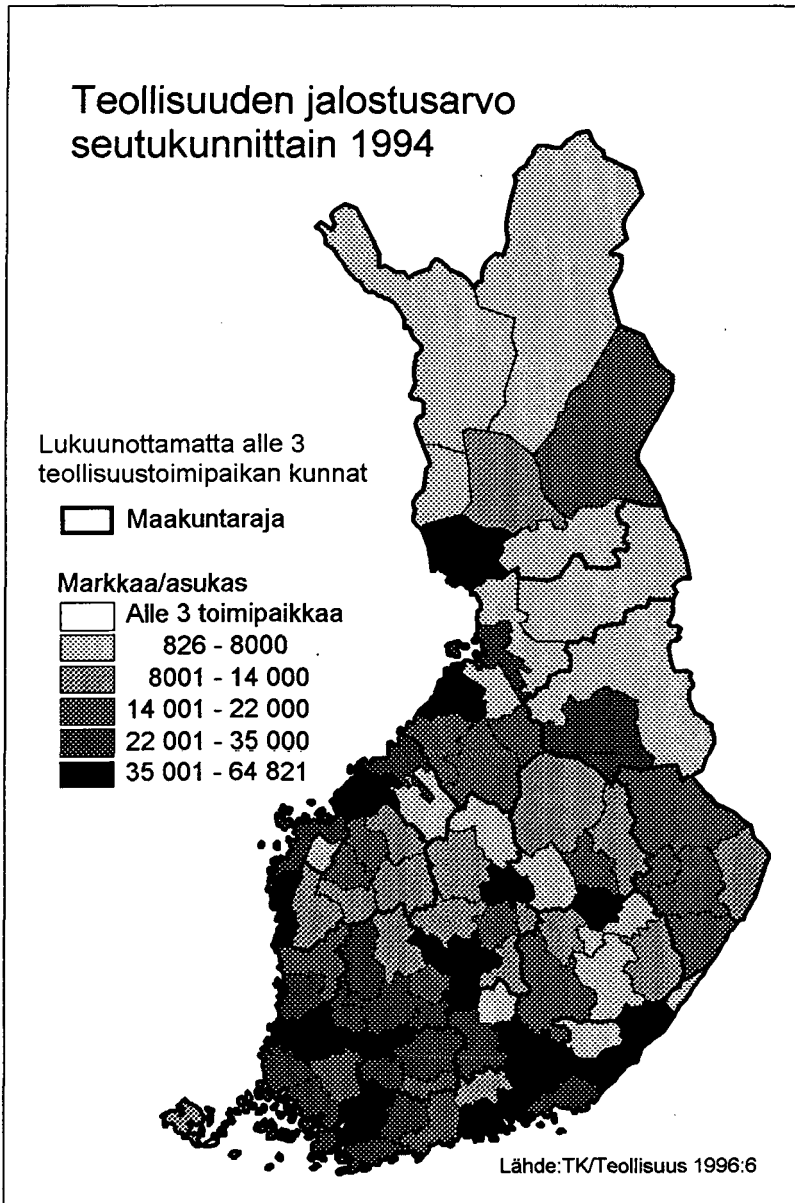 Teollisuuden jalostusarvo
seutukunnittain 1994
Lukuunottamatta alle 3
teollisuustoimipaikan kunnat
Maakuntaraja
Markkaa/asukas
Alle 3 toimipaikkaa
826 - 8000
8001 - 14 000
14 001 - 22 000
22 001 - 35 000
35 001 - 64 821
Lähde:TK/Teollisuus 1996:6